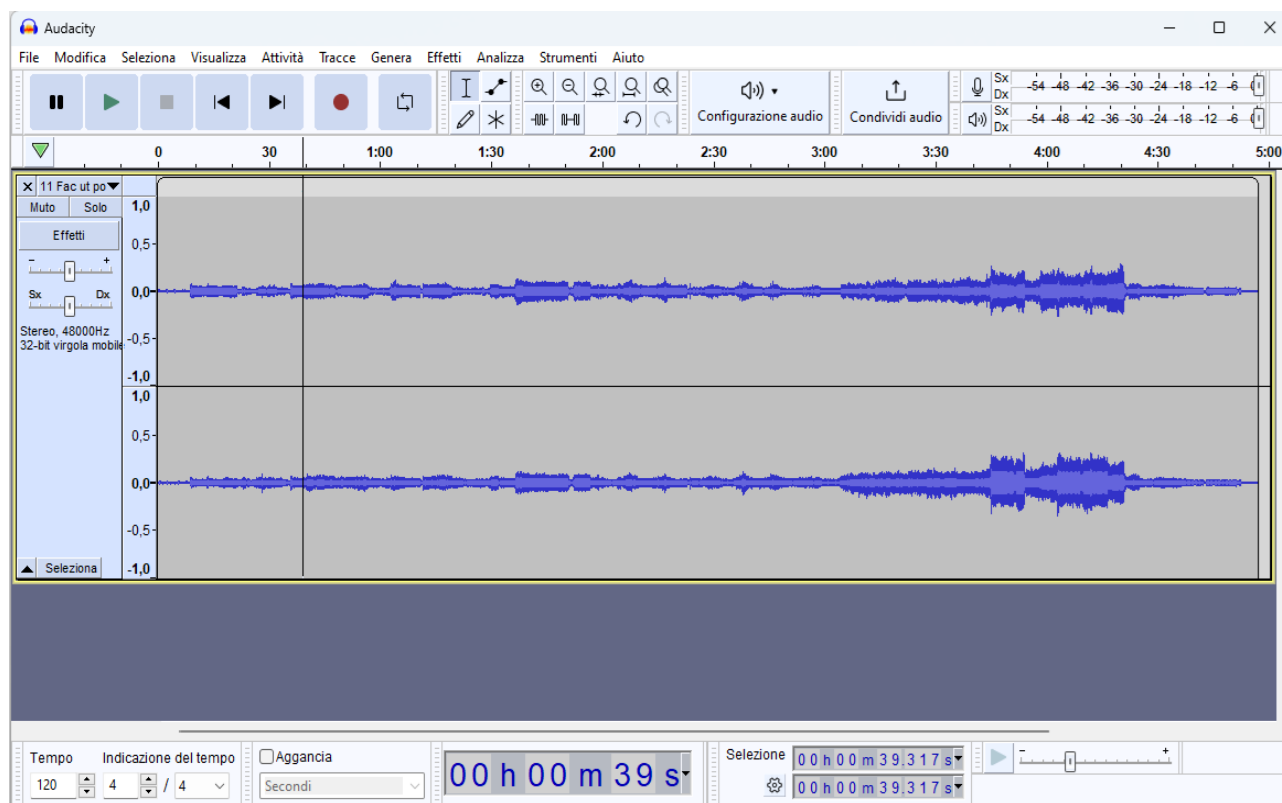 Audacity
File Modifica Seleziona Visualizza Attività Tracce Genera Effetti Analizza Strumenti Aiuto
Configurazione audio
Condividi audio
Sx -54 -48 -42 -36 -30 -24 -18 -12 -6 0
Dx
Sx -54 -48 -42 -36 -30 -24 -18 -12 -6 0
Dx
0 30 1:00 1:30 2:00 2:30 3:00 3:30 4:00 4:30 5:00
11 Fac ut po
Muto Solo
Effetti
- +
Sx Dx
Stereo, 48000Hz
32-bit virgola mobile
Seleziona
1,0
0,5
0,0
-0,5
-1,0
1,0
0,5
0,0
-0,5
-1,0
Tempo Indicazione del tempo
120 4 / 4
Aggancia
Secondi
00 h 00 m 39 s
Selezione
00 h 00 m 39.317 s
00 h 00 m 39.317 s
- +